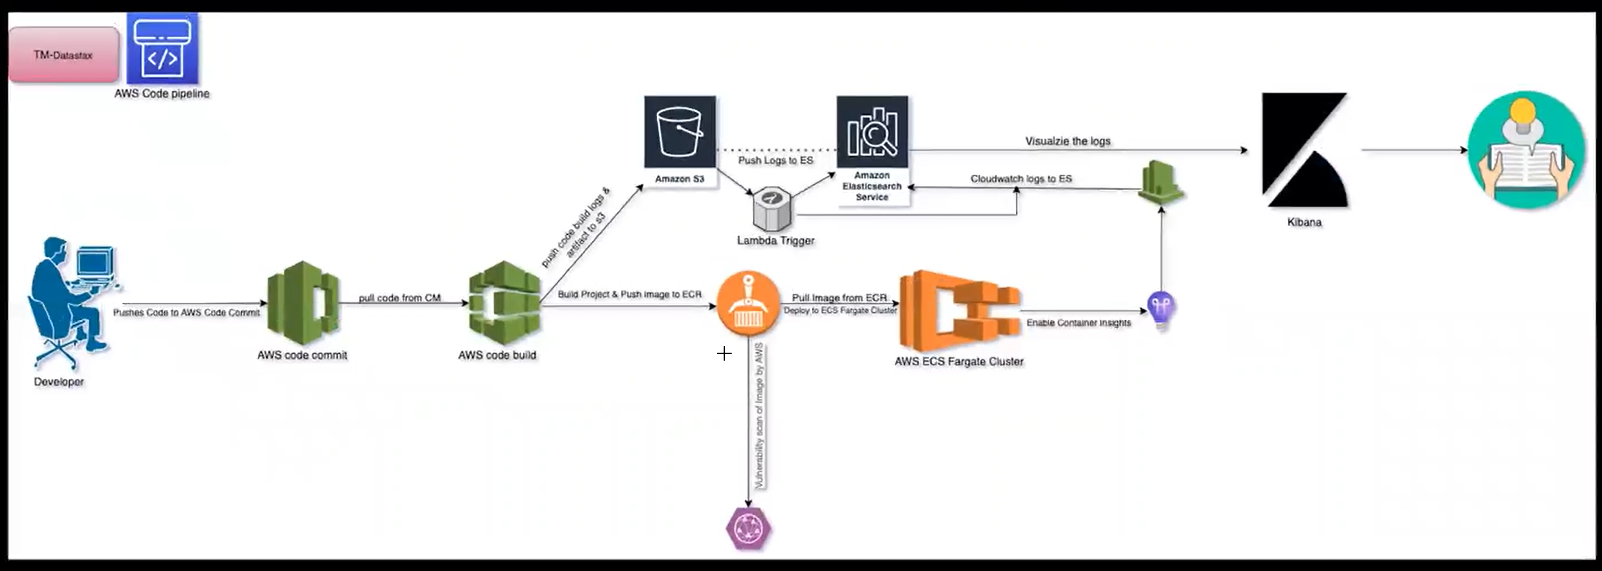 TM-Datastax
</>
AWS Code pipeline
Amazon S3
Push Logs to ES
Amazon
Elasticsearch
Service
Visualzie the logs
Cloudwatch logs to ES
Kibana
Lambda Trigger
push code build logs &
artifact to s3
Developer
Pushes Code to AWS Code Commit
AWS code commit
pull code from CM
AWS code build
Build Project & Push image to ECR
Pull Image from ECR
Deploy to ECS Fargate Cluster
AWS ECS Fargate Cluster
Enable Container Insights
Vulnerability scan of Image by AWS